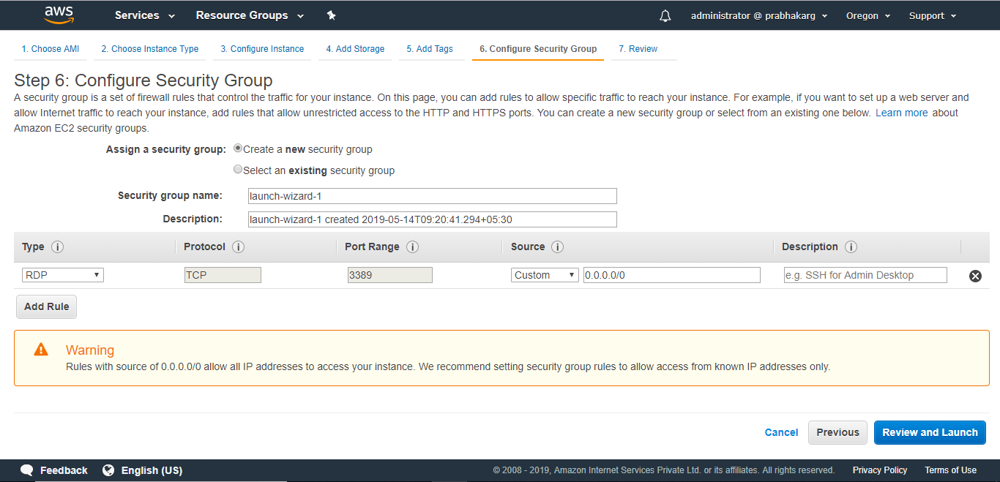 aws Services Resource Groups administrator @ prabhakarg Oregon Support
1. Choose AMI 2. Choose Instance Type 3. Configure Instance 4. Add Storage 5. Add Tags 6. Configure Security Group 7. Review
Step 6: Configure Security Group
A security group is a set of firewall rules that control the traffic for your instance. On this page, you can add rules to allow specific traffic to reach your instance. For example, if you want to set up a web server and
allow Internet traffic to reach your instance, add rules that allow unrestricted access to the HTTP and HTTPS ports. You can create a new security group or select from an existing one below. Learn more about
Amazon EC2 security groups.
Assign a security group: Create a new security group
Select an existing security group
Security group name: launch-wizard-1
Description: launch-wizard-1 created 2019-05-14T09:20:41.294+05:30
Type i Protocol i Port Range i Source i Description i
RDP TCP 3389 Custom 0.0.0.0/0 e.g. SSH for Admin Desktop
Add Rule
Warning
Rules with source of 0.0.0.0/0 allow all IP addresses to access your instance. We recommend setting security group rules to allow access from known IP addresses only.
Cancel Previous Review and Launch
Feedback English (US) © 2008 - 2019, Amazon Internet Services Private Ltd. or its affiliates. All rights reserved. Privacy Policy Terms of Use